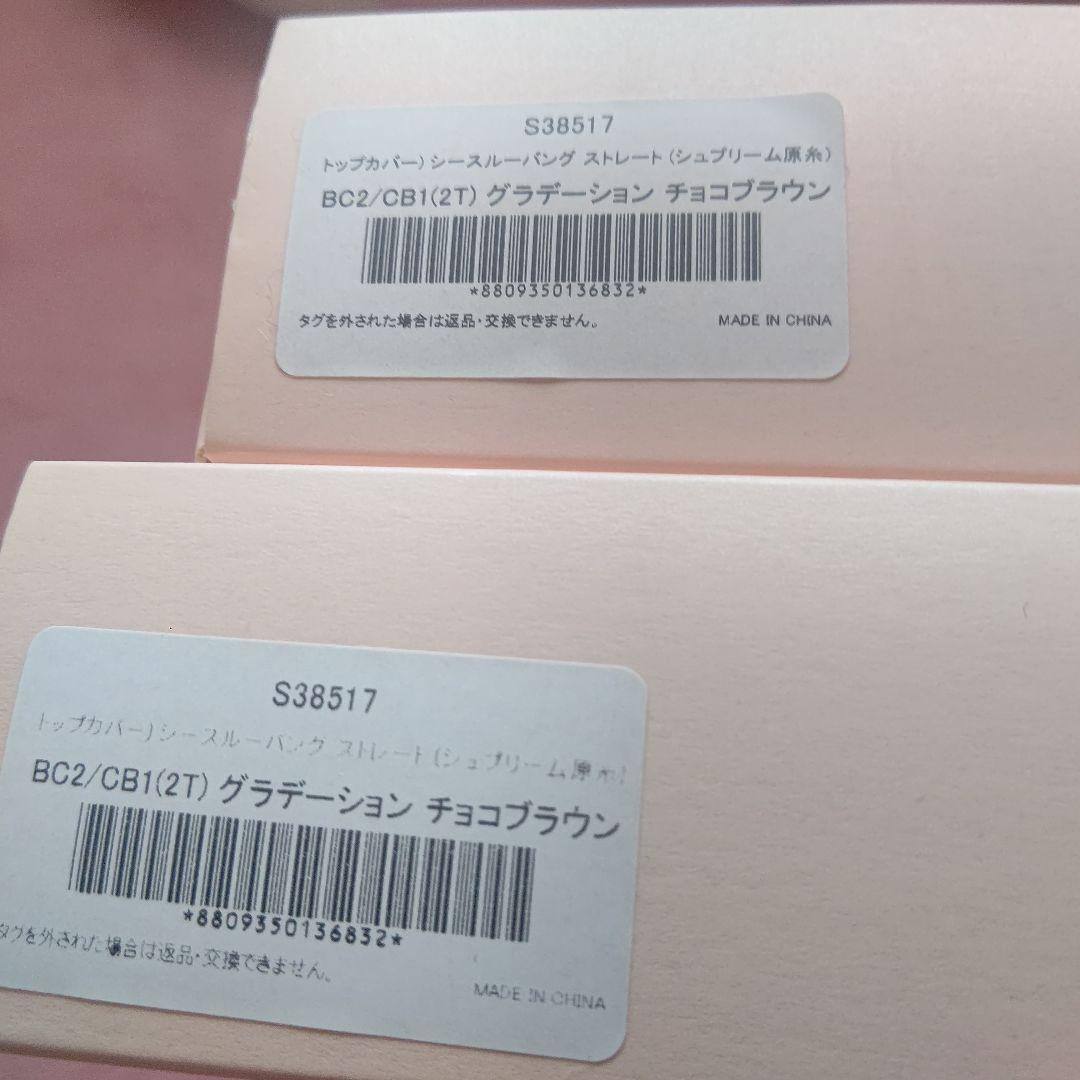 S38517
トップカバー)シースルーバング ストレート(シュプリーム原糸)
BC2/CB1(2T) グラデーション チョコブラウン
*8809350136832*
タグを外された場合は返品・交換できません。
MADE IN CHINA
S38517
トップカバー)シースルーバング ストレート(シュプリーム原糸)
BC2/CB1(2T) グラデーション チョコブラウン
*8809350136832*
タグを外された場合は返品・交換できません。
MADE IN CHINA